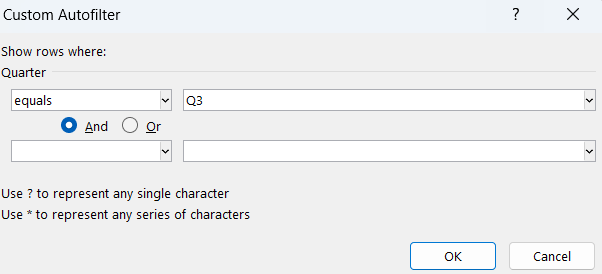 Custom Autofilter ?
Show rows where:
Quarter
equals Q3
And Or
Use ? to represent any single character
Use * to represent any series of characters
OK Cancel